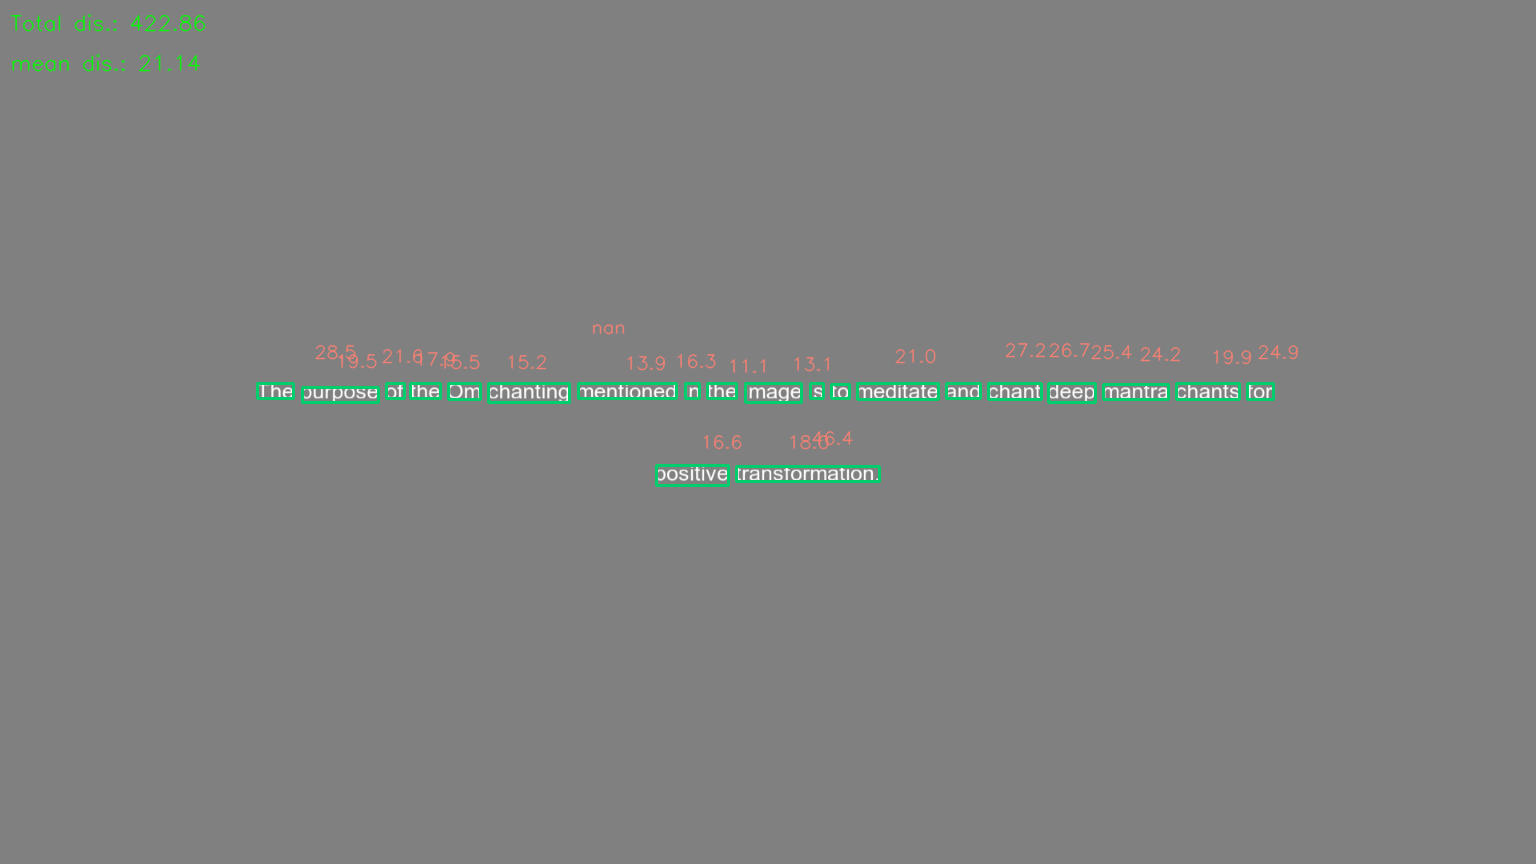 Total dis.: 422.86
mean dis.: 21.14
nan
28.5 19.5 21.6 17.9 15.2 13.9 16.3 11.1 13.1 21.0 27.2 26.7 25.4 24.2 19.9 24.9
The purpose of the Om chanting mentioned in the image is to meditate and chant deep mantra chants for
16.6 18.0 46.4
positive transformation.